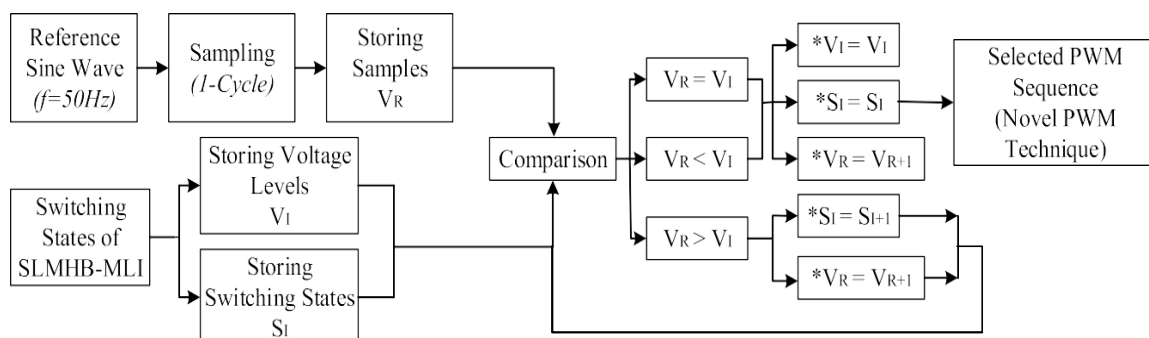 Reference
Sine Wave
(f=50Hz)
Sampling
(1-Cycle)
Storing
Samples
VR
Switching
States of
SLMHB-MLI
Storing Voltage
Levels
VI
Storing
Switching States
SI
Comparison
VR = VI
VR < VI
VR > VI
*VI = VI
*SI = SI
*VR = VR+1
*SI = SI+1
*VR = VR+1
Selected PWM
Sequence
(Novel PWM
Technique)